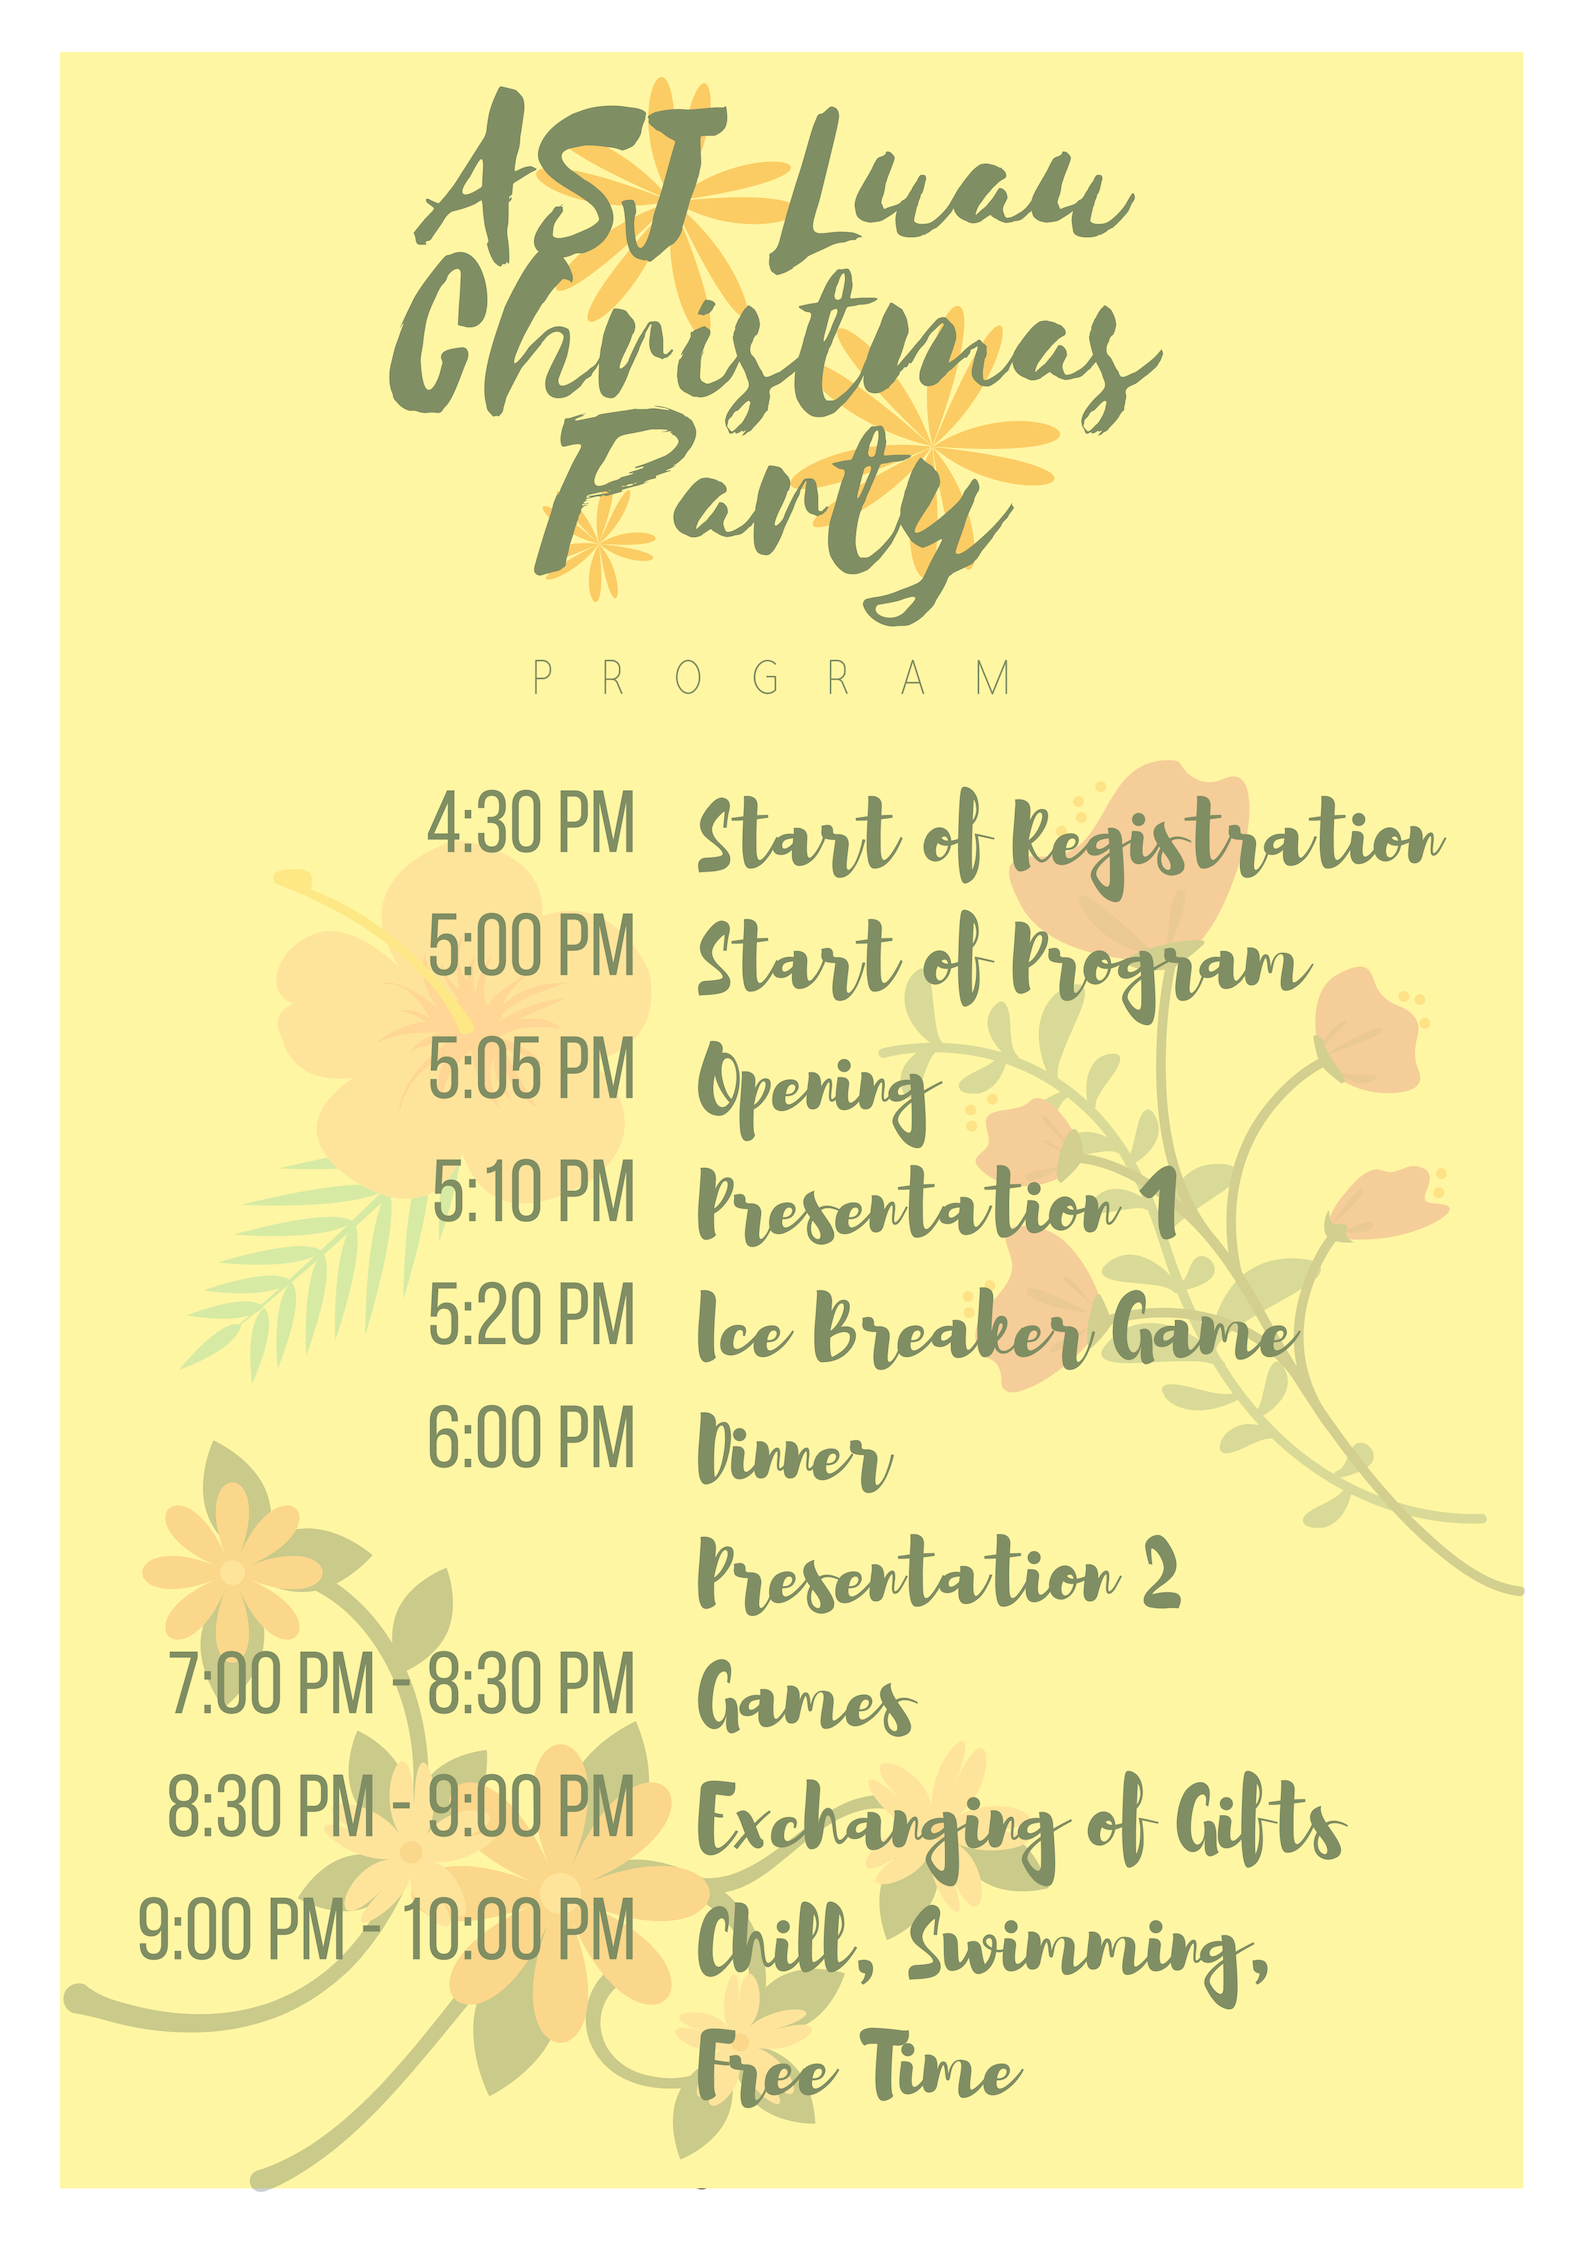 ASJ Luau
Christmas
Party
PROGRAM
4:30 PM Start of Registration
5:00 PM Start of Program
5:05 PM Opening
5:10 PM Presentation 1
5:20 PM Ice Breaker Game
6:00 PM Dinner
Presentation 2
7:00 PM - 8:30 PM Games
8:30 PM - 9:00 PM Exchanging of Gifts
9:00 PM - 10:00 PM Chill, Swimming,
Free Time